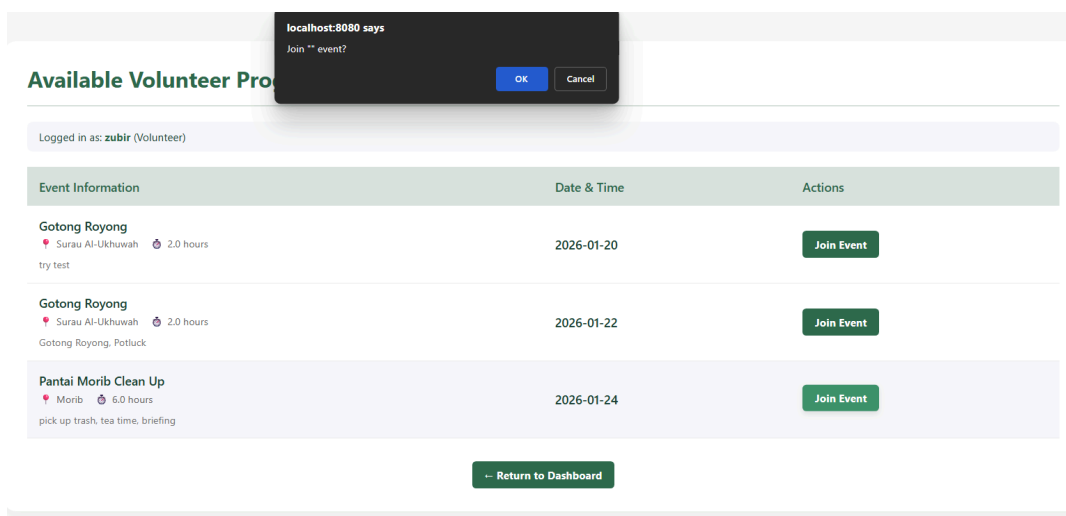 localhost:8080 says
Join "" event?
OK Cancel
Available Volunteer Pro
Logged in as: zubir (Volunteer)
Event Information Date & Time Actions
Gotong Royong
Surau Al-Ukhuwah 2.0 hours
try test
2026-01-20 Join Event
Gotong Royong
Surau Al-Ukhuwah 2.0 hours
Gotong Royong, Potluck
2026-01-22 Join Event
Pantai Morib Clean Up
Morib 6.0 hours
pick up trash, tea time, briefing
2026-01-24 Join Event
← Return to Dashboard